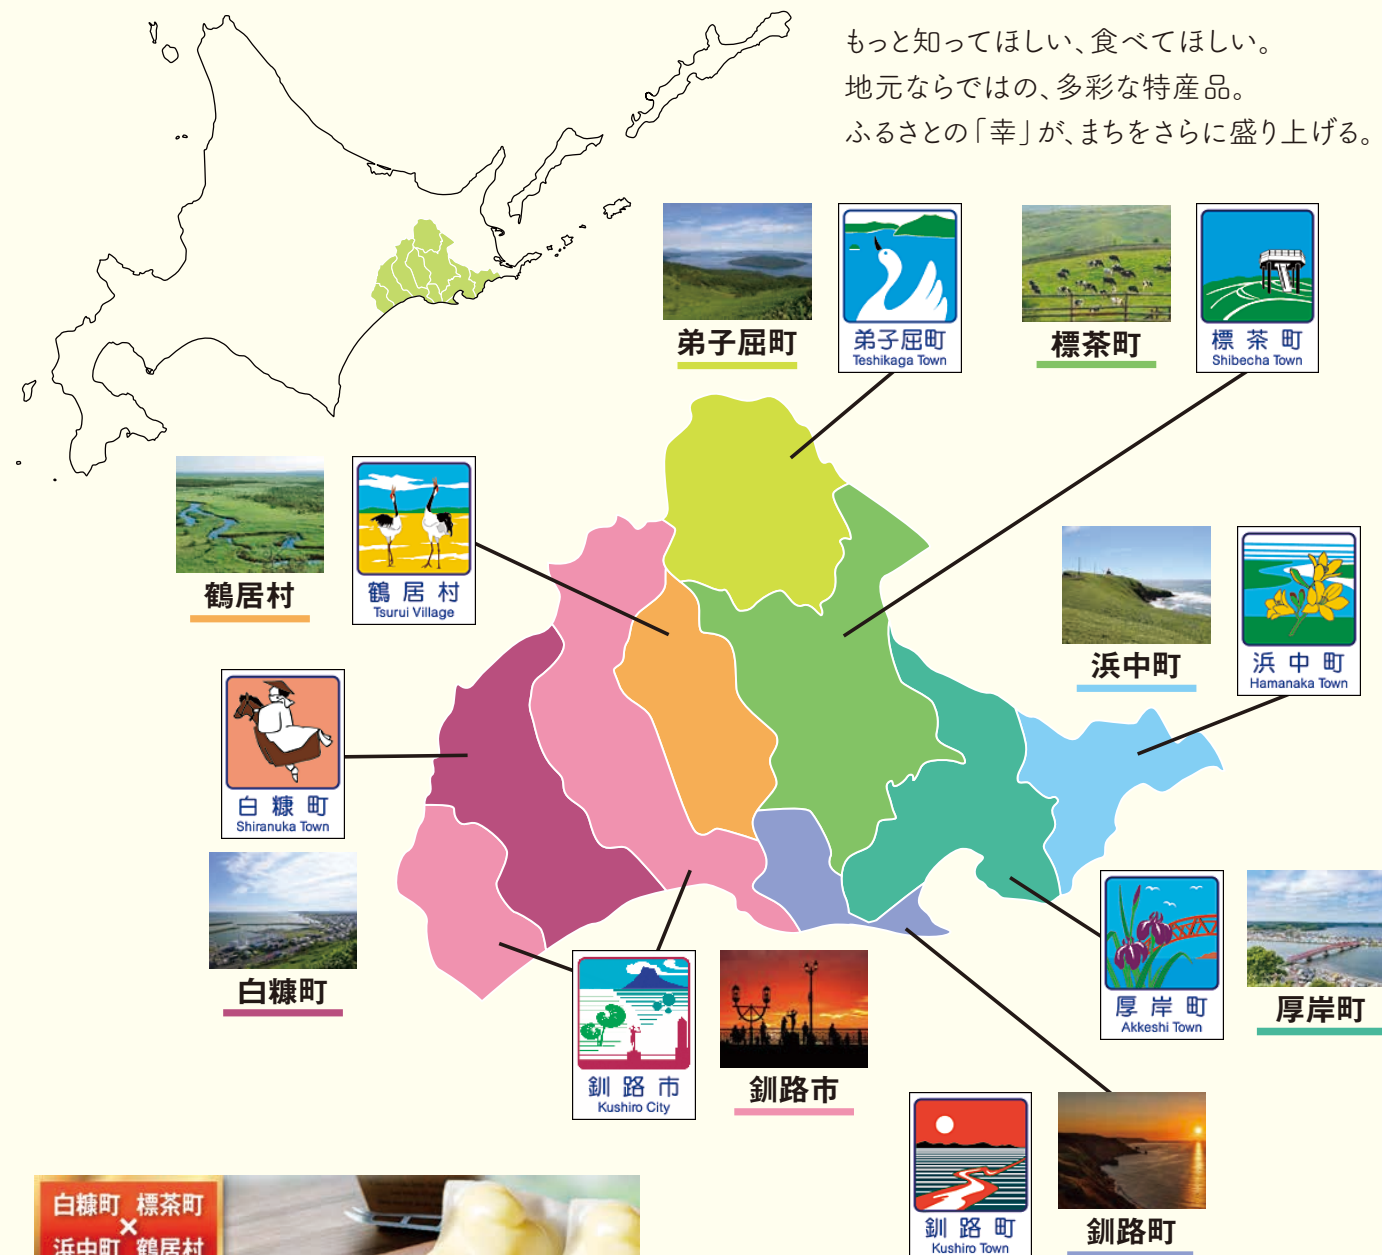 もっと知ってほしい、食べてほしい。
地元ならではの、多彩な特産品。
ふるさとの「幸」が、まちをさらに盛り上げる。
弟子屈町
弟子屈町
Teshikaga Town
標茶町
標茶町
Shibecha Town
鶴居村
鶴居村
Tsurui Village
浜中町
浜中町
Hamanaka Town
白糠町
Shiranuka Town
白糠町
釧路市
Kushiro City
釧路市
厚岸町
Akkeshi Town
厚岸町
釧路町
Kushiro Town
釧路町
白糠町 標茶町
×
浜中町 鶴居村